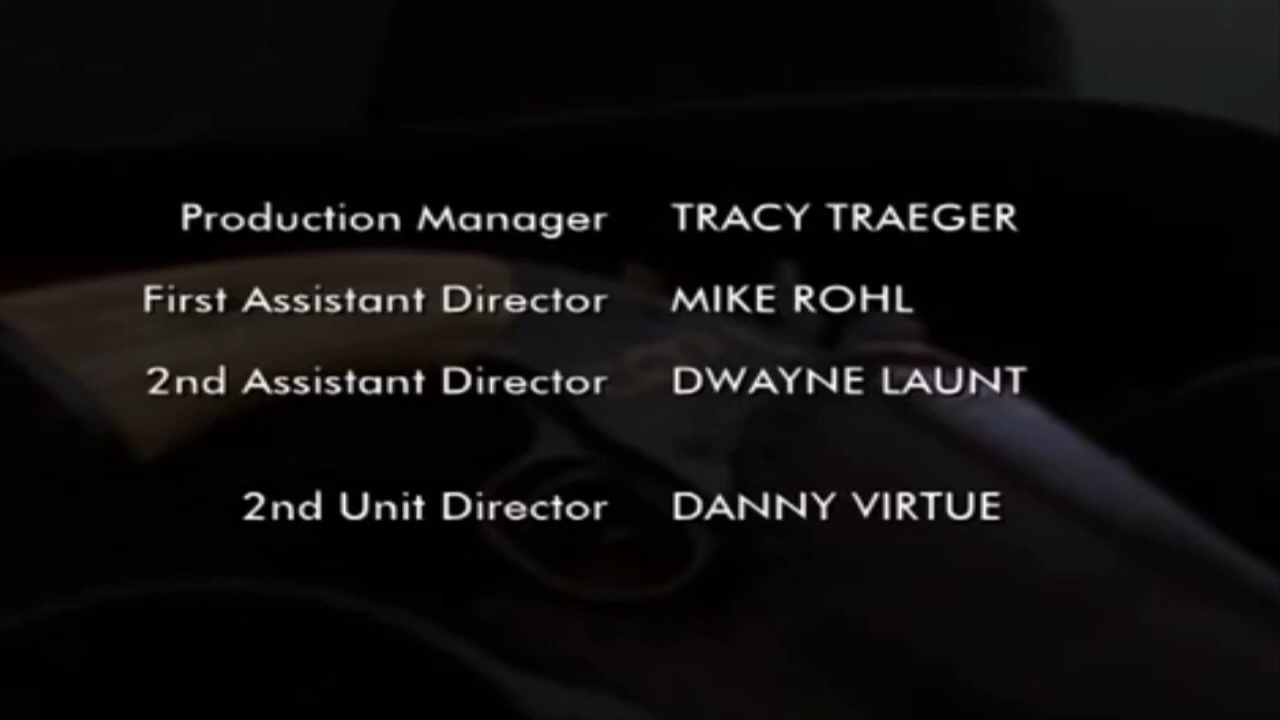 Production Manager TRACY TRAEGER
First Assistant Director MIKE ROHL
2nd Assistant Director DWAYNE LAUNT
2nd Unit Director DANNY VIRTUE